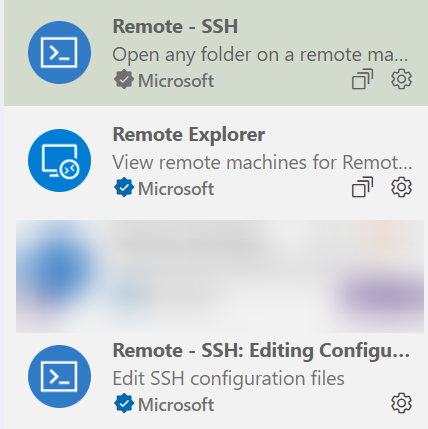 Remote - SSH
Open any folder on a remote ma...
Microsoft
Remote Explorer
View remote machines for Remot...
Microsoft
Remote - SSH: Editing Configu...
Edit SSH configuration files
Microsoft